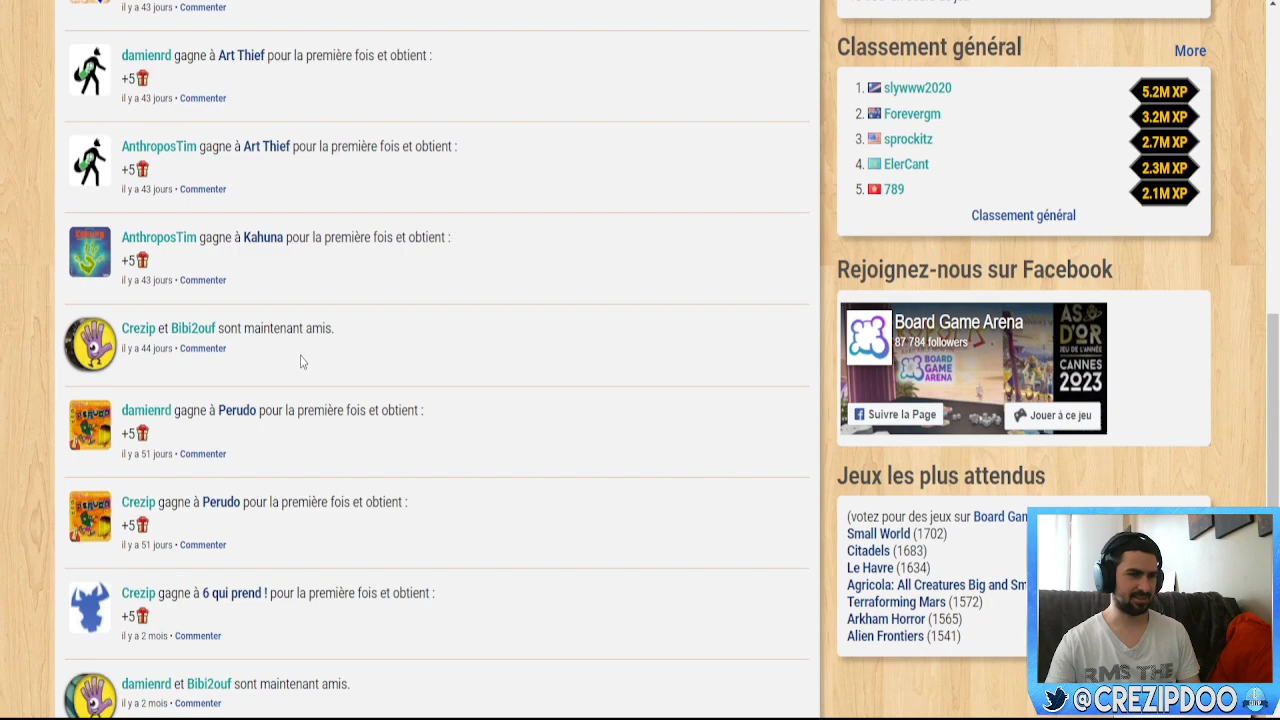 il y a 43 jours • Commenter
damienrd gagne à Art Thief pour la première fois et obtient :
+5
il y a 43 jours • Commenter
AnthroposTim gagne à Art Thief pour la première fois et obtient :
+5
il y a 43 jours • Commenter
AnthroposTim gagne à Kahuna pour la première fois et obtient :
+5
il y a 43 jours • Commenter
Crezip et Bibi2ouf sont maintenant amis.
il y a 44 jours • Commenter
damienrd gagne à Perudo pour la première fois et obtient :
+5
il y a 51 jours • Commenter
Crezip gagne à Perudo pour la première fois et obtient :
+5
il y a 51 jours • Commenter
Crezip gagne à 6 qui prend ! pour la première fois et obtient :
+5
il y a 2 mois • Commenter
damienrd et Bibi2ouf sont maintenant amis.
il y a 2 mois • Commenter
Classement général
More
1. slywww2020 5.2M XP
2. Forevergm 3.2M XP
3. sprockitz 2.7M XP
4. ElerCant 2.3M XP
5. 789 2.1M XP
Classement général
Rejoignez-nous sur Facebook
Board Game Arena
87 784 followers
BOARD
GAME
ARENA
AS
D'OR
JEU DE L'ANNÉE
CANNES
2023
Suivre la Page
Jouer à ce jeu
Jeux les plus attendus
(votez pour des jeux sur Board Gam
Small World (1702)
Citadels (1683)
Le Havre (1634)
Agricola: All Creatures Big and Sm
Terraforming Mars (1572)
Arkham Horror (1565)
Alien Frontiers (1541)
RMS THE
@CREZIPDOO